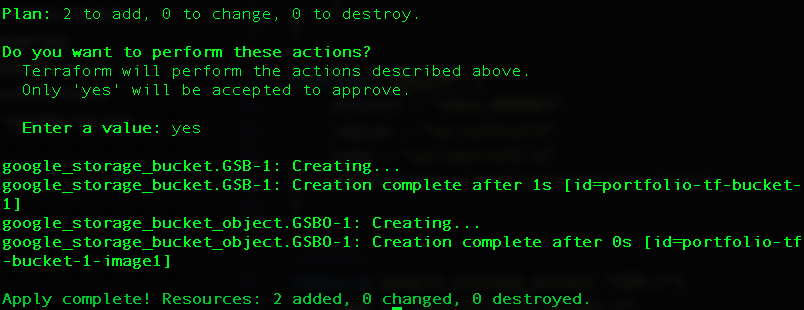 Plan: 2 to add, 0 to change, 0 to destroy.
Do you want to perform these actions?
Terraform will perform the actions described above.
Only 'yes' will be accepted to approve.
Enter a value: yes
google_storage_bucket.GSB-1: Creating...
google_storage_bucket.GSB-1: Creation complete after 1s [id=portfolio-tf-bucket-
1]
google_storage_bucket_object.GSBO-1: Creating...
google_storage_bucket_object.GSBO-1: Creation complete after 0s [id=portfolio-tf
-bucket-1-image1]
Apply complete! Resources: 2 added, 0 changed, 0 destroyed.